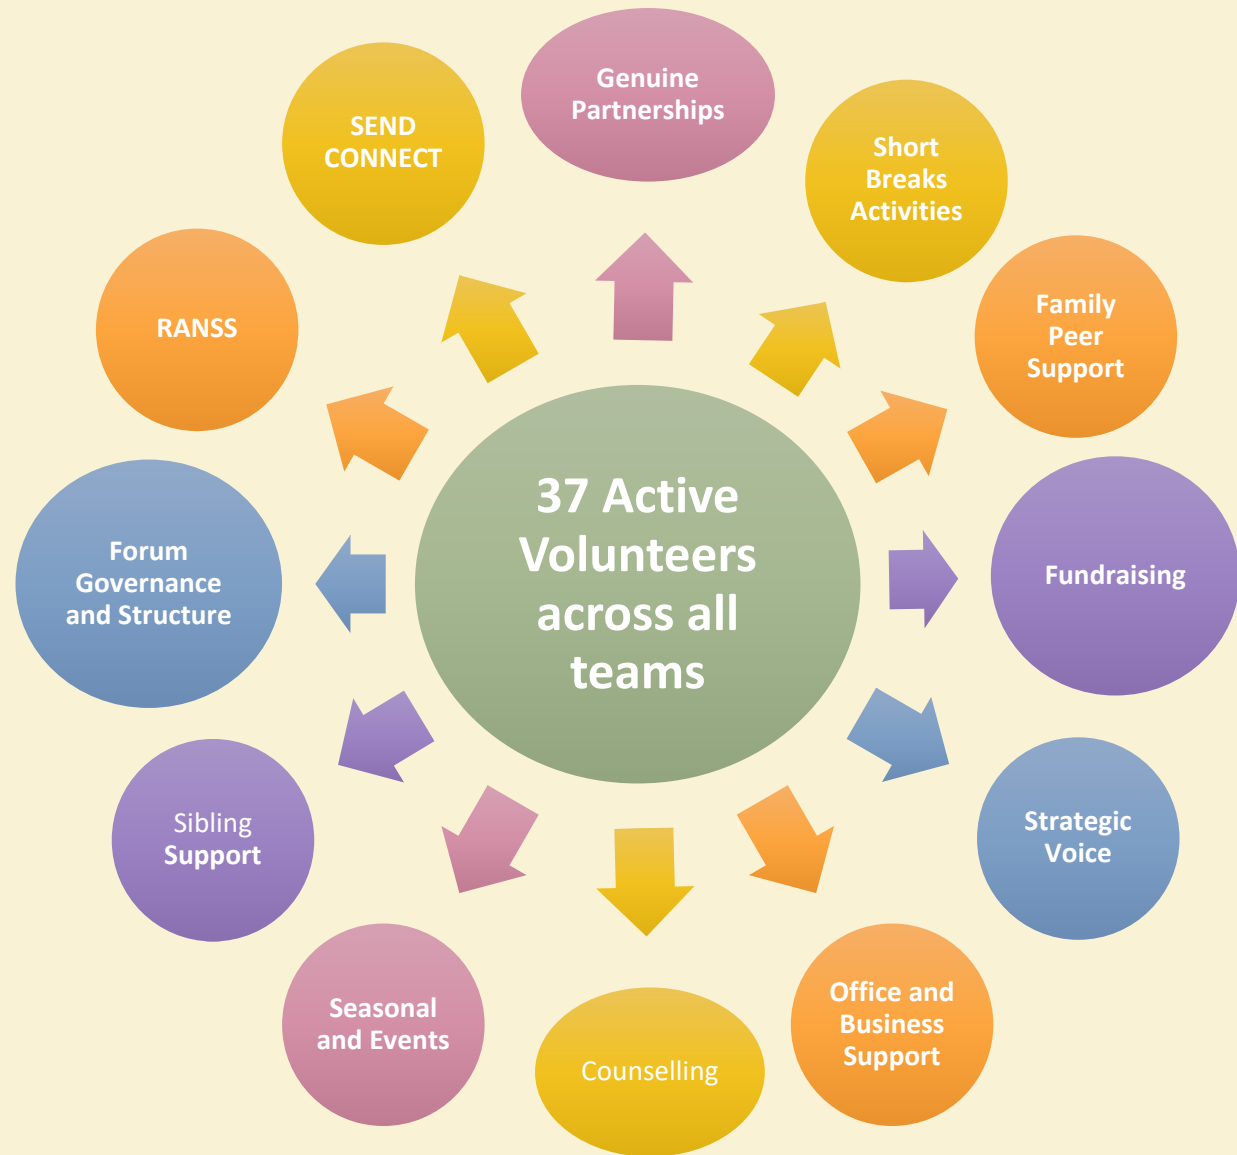 Genuine
Partnerships
Short
Breaks
Activities
Family
Peer
Support
Fundraising
Strategic
Voice
Office and
Business
Support
Counselling
Seasonal
and Events
Sibling
Support
Forum
Governance
and Structure
RANSS
SEND
CONNECT
37 Active
Volunteers
across all
teams